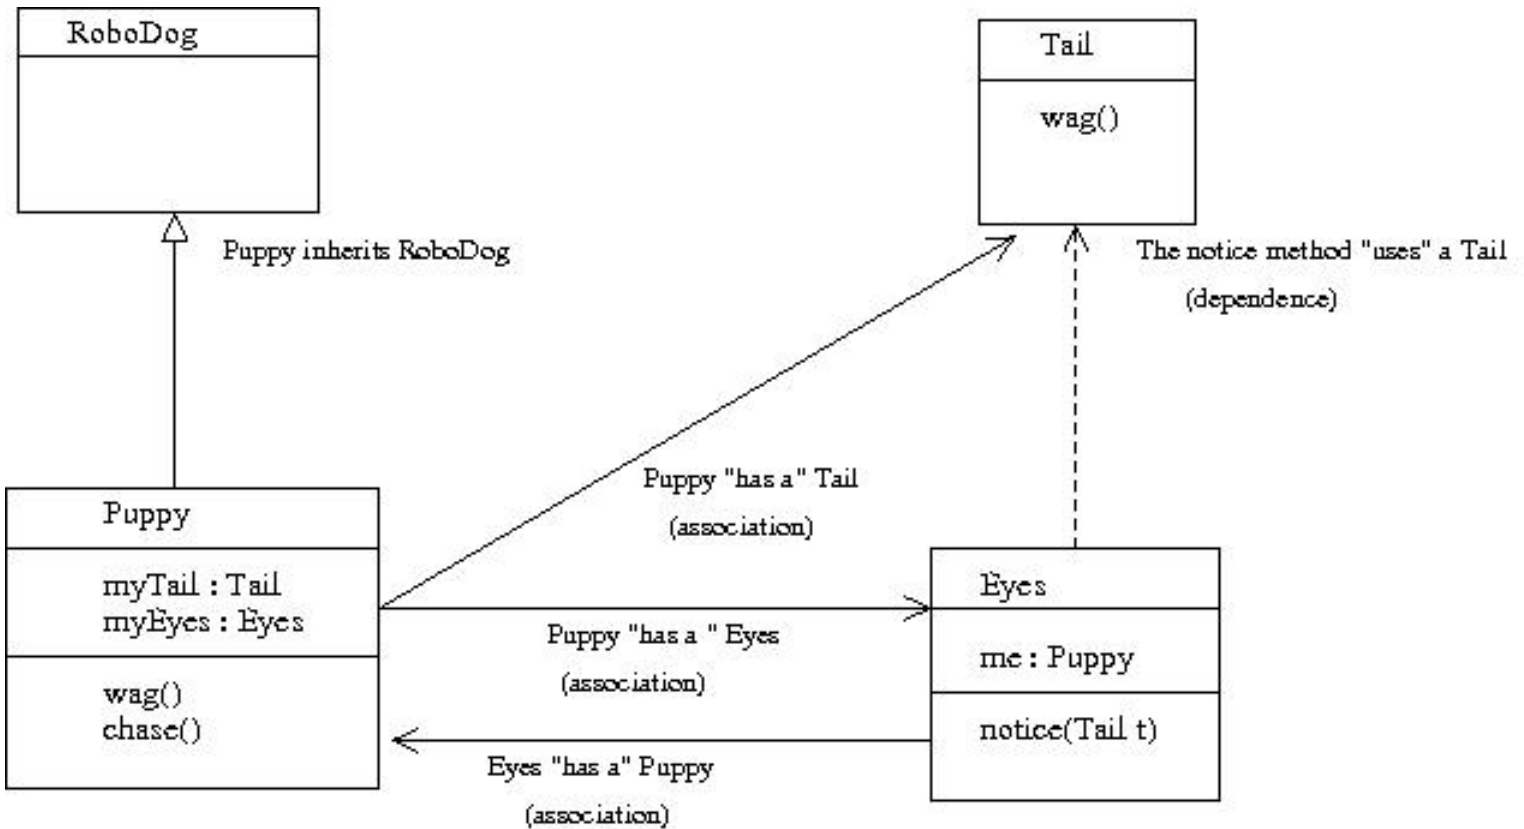 RoboDog
Tail
wag()
Puppy inherits RoboDog
The notice method "uses" a Tail
(dependence)
Puppy "has a" Tail
(association)
Puppy
myTail : Tail
myEyes : Eyes
wag()
chase()
Puppy "has a " Eyes
(association)
Eyes "has a" Puppy
(association)
Eyes
me : Puppy
notice(Tail t)